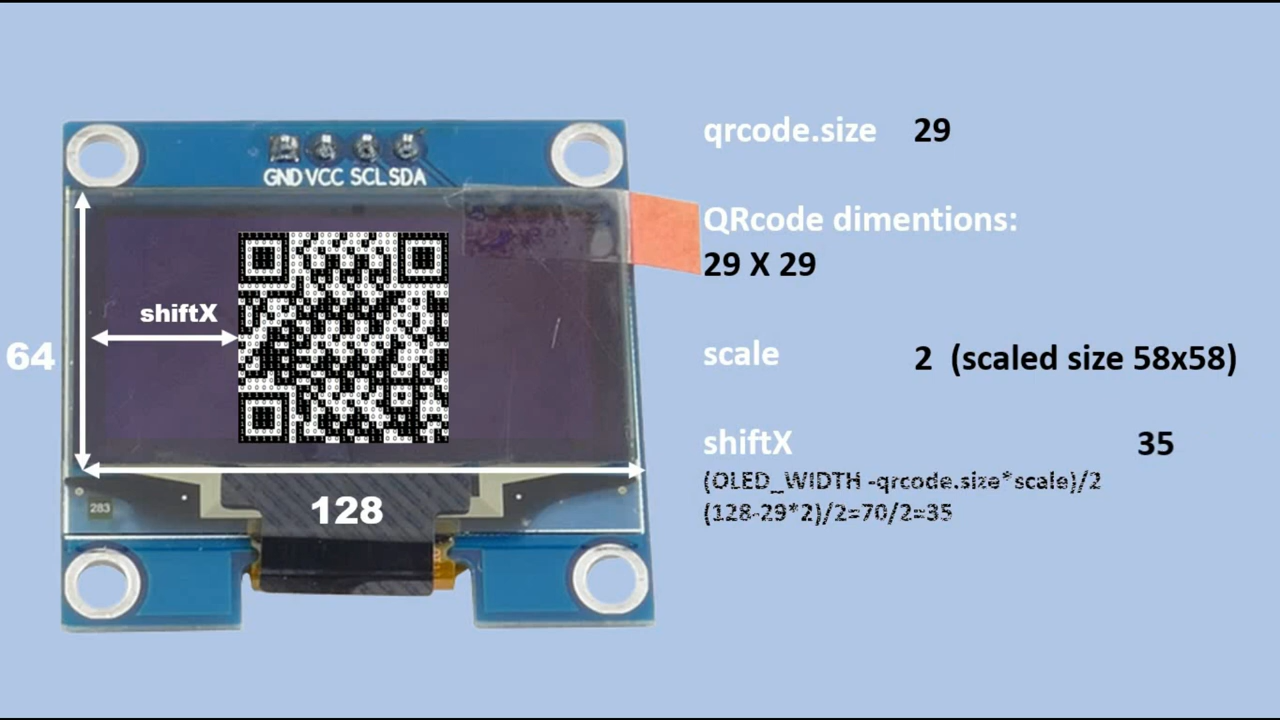 GND VCC SCL SDA
shiftX
64
128
283
qrcode.size 29
QRcode dimentions:
29 X 29
scale 2 (scaled size 58x58)
shiftX 35
(OLED_WIDTH -qrcode.size*scale)/2
(128-29*2)/2=70/2=35